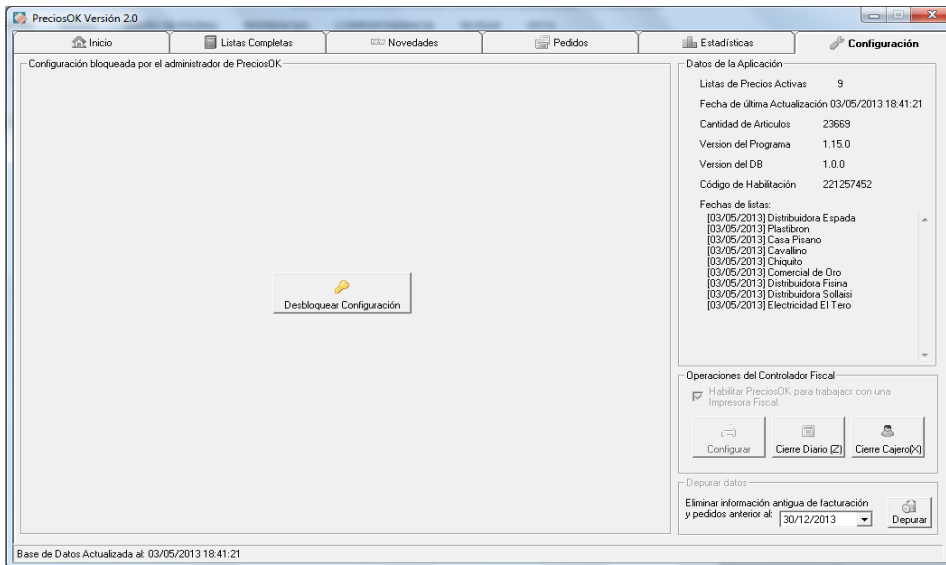 PreciosOK Versión 2.0
Inicio
Listas Completas
Novedades
Pedidos
Estadísticas
Configuración
Configuración bloqueada por el administrador de PreciosOK
Desbloquear Configuración
Datos de la Aplicación
Listas de Precios Activas 9
Fecha de última Actualización 03/05/2013 18:41:21
Cantidad de Articulos 23669
Version del Programa 1.15.0
Version del DB 1.0.0
Código de Habilitación 221257452
Fechas de listas:
[03/05/2013] Distribuidora Espada
[03/05/2013] Plastibron
[03/05/2013] Casa Pisano
[03/05/2013] Cavallino
[03/05/2013] Chiquito
[03/05/2013] Comercial de Oro
[03/05/2013] Distribuidora Fisina
[03/05/2013] Distribuidora Sollaisi
[03/05/2013] Electricidad El Tero
Operaciones del Controlador Fiscal
Habilitar PreciosOK para trabajacr con una
Impresora Fiscal.
Configurar
Cierre Diario (Z)
Cierre Cajero(X)
Depurar datos
Eliminar información antigua de facturación
y pedidos anterior al: 30/12/2013
Depurar
Base de Datos Actualizada al: 03/05/2013 18:41:21